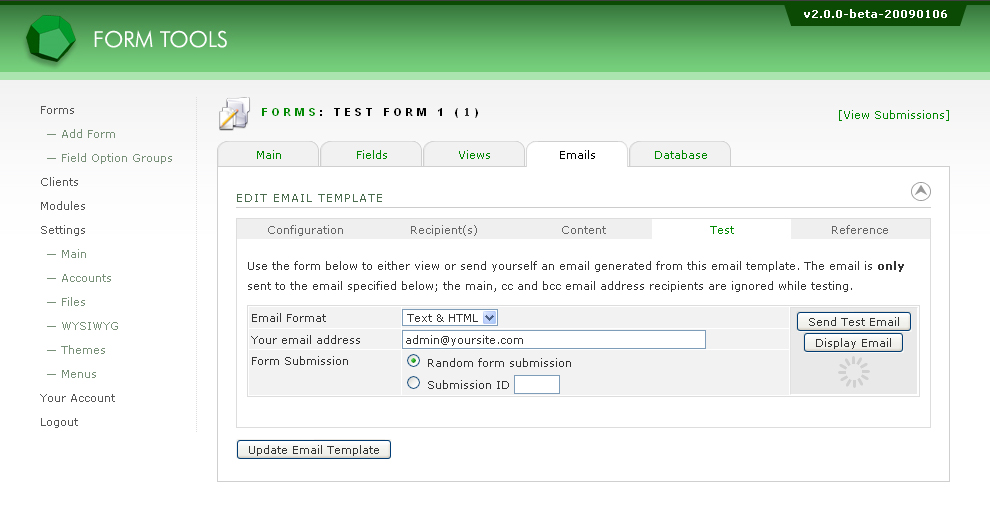 v2.0.0-beta-20090106
FORM TOOLS
Forms
— Add Form
— Field Option Groups
Clients
Modules
Settings
— Main
— Accounts
— Files
— WYSIWYG
— Themes
— Menus
Your Account
Logout
FORMS: TEST FORM 1 (1)
[View Submissions]
Main Fields Views Emails Database
EDIT EMAIL TEMPLATE
Configuration Recipient(s) Content Test Reference
Use the form below to either view or send yourself an email generated from this email template. The email is only
sent to the email specified below; the main, cc and bcc email address recipients are ignored while testing.
Email Format Text & HTML
Your email address admin@yoursite.com
Form Submission Random form submission
Submission ID
Send Test Email
Display Email
Update Email Template